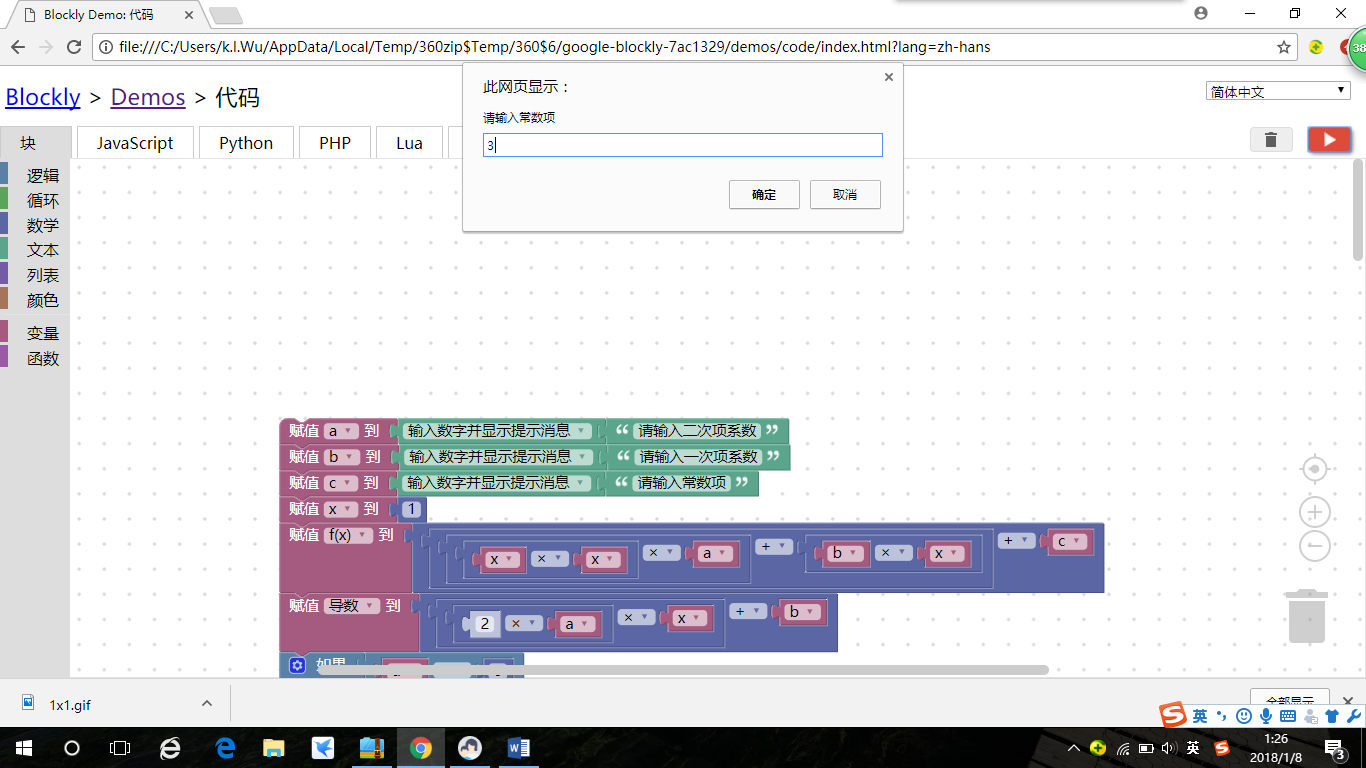 Blockly Demo: 代码
file:///C:/Users/k.l.Wu/AppData/Local/Temp/360zip$Temp/360$6/google-blockly-7ac1329/demos/code/index.html?lang=zh-hans
38
Blockly > Demos > 代码
简体中文
此网页显示：
请输入常数项
3
确定 取消
块 JavaScript Python PHP Lua
逻辑
循环
数学
文本
列表
颜色
变量
函数
赋值 a 到 输入数字并显示提示消息 “ 请输入二次项系数 ”
赋值 b 到 输入数字并显示提示消息 “ 请输入一次项系数 ”
赋值 c 到 输入数字并显示提示消息 “ 请输入常数项 ”
赋值 x 到 1
赋值 f(x) 到 x × x × a + b × x + c
赋值 导数 到 2 × a × x + b
如果
1x1.gif
全部显示
英
英
1:26
2018/1/8
3